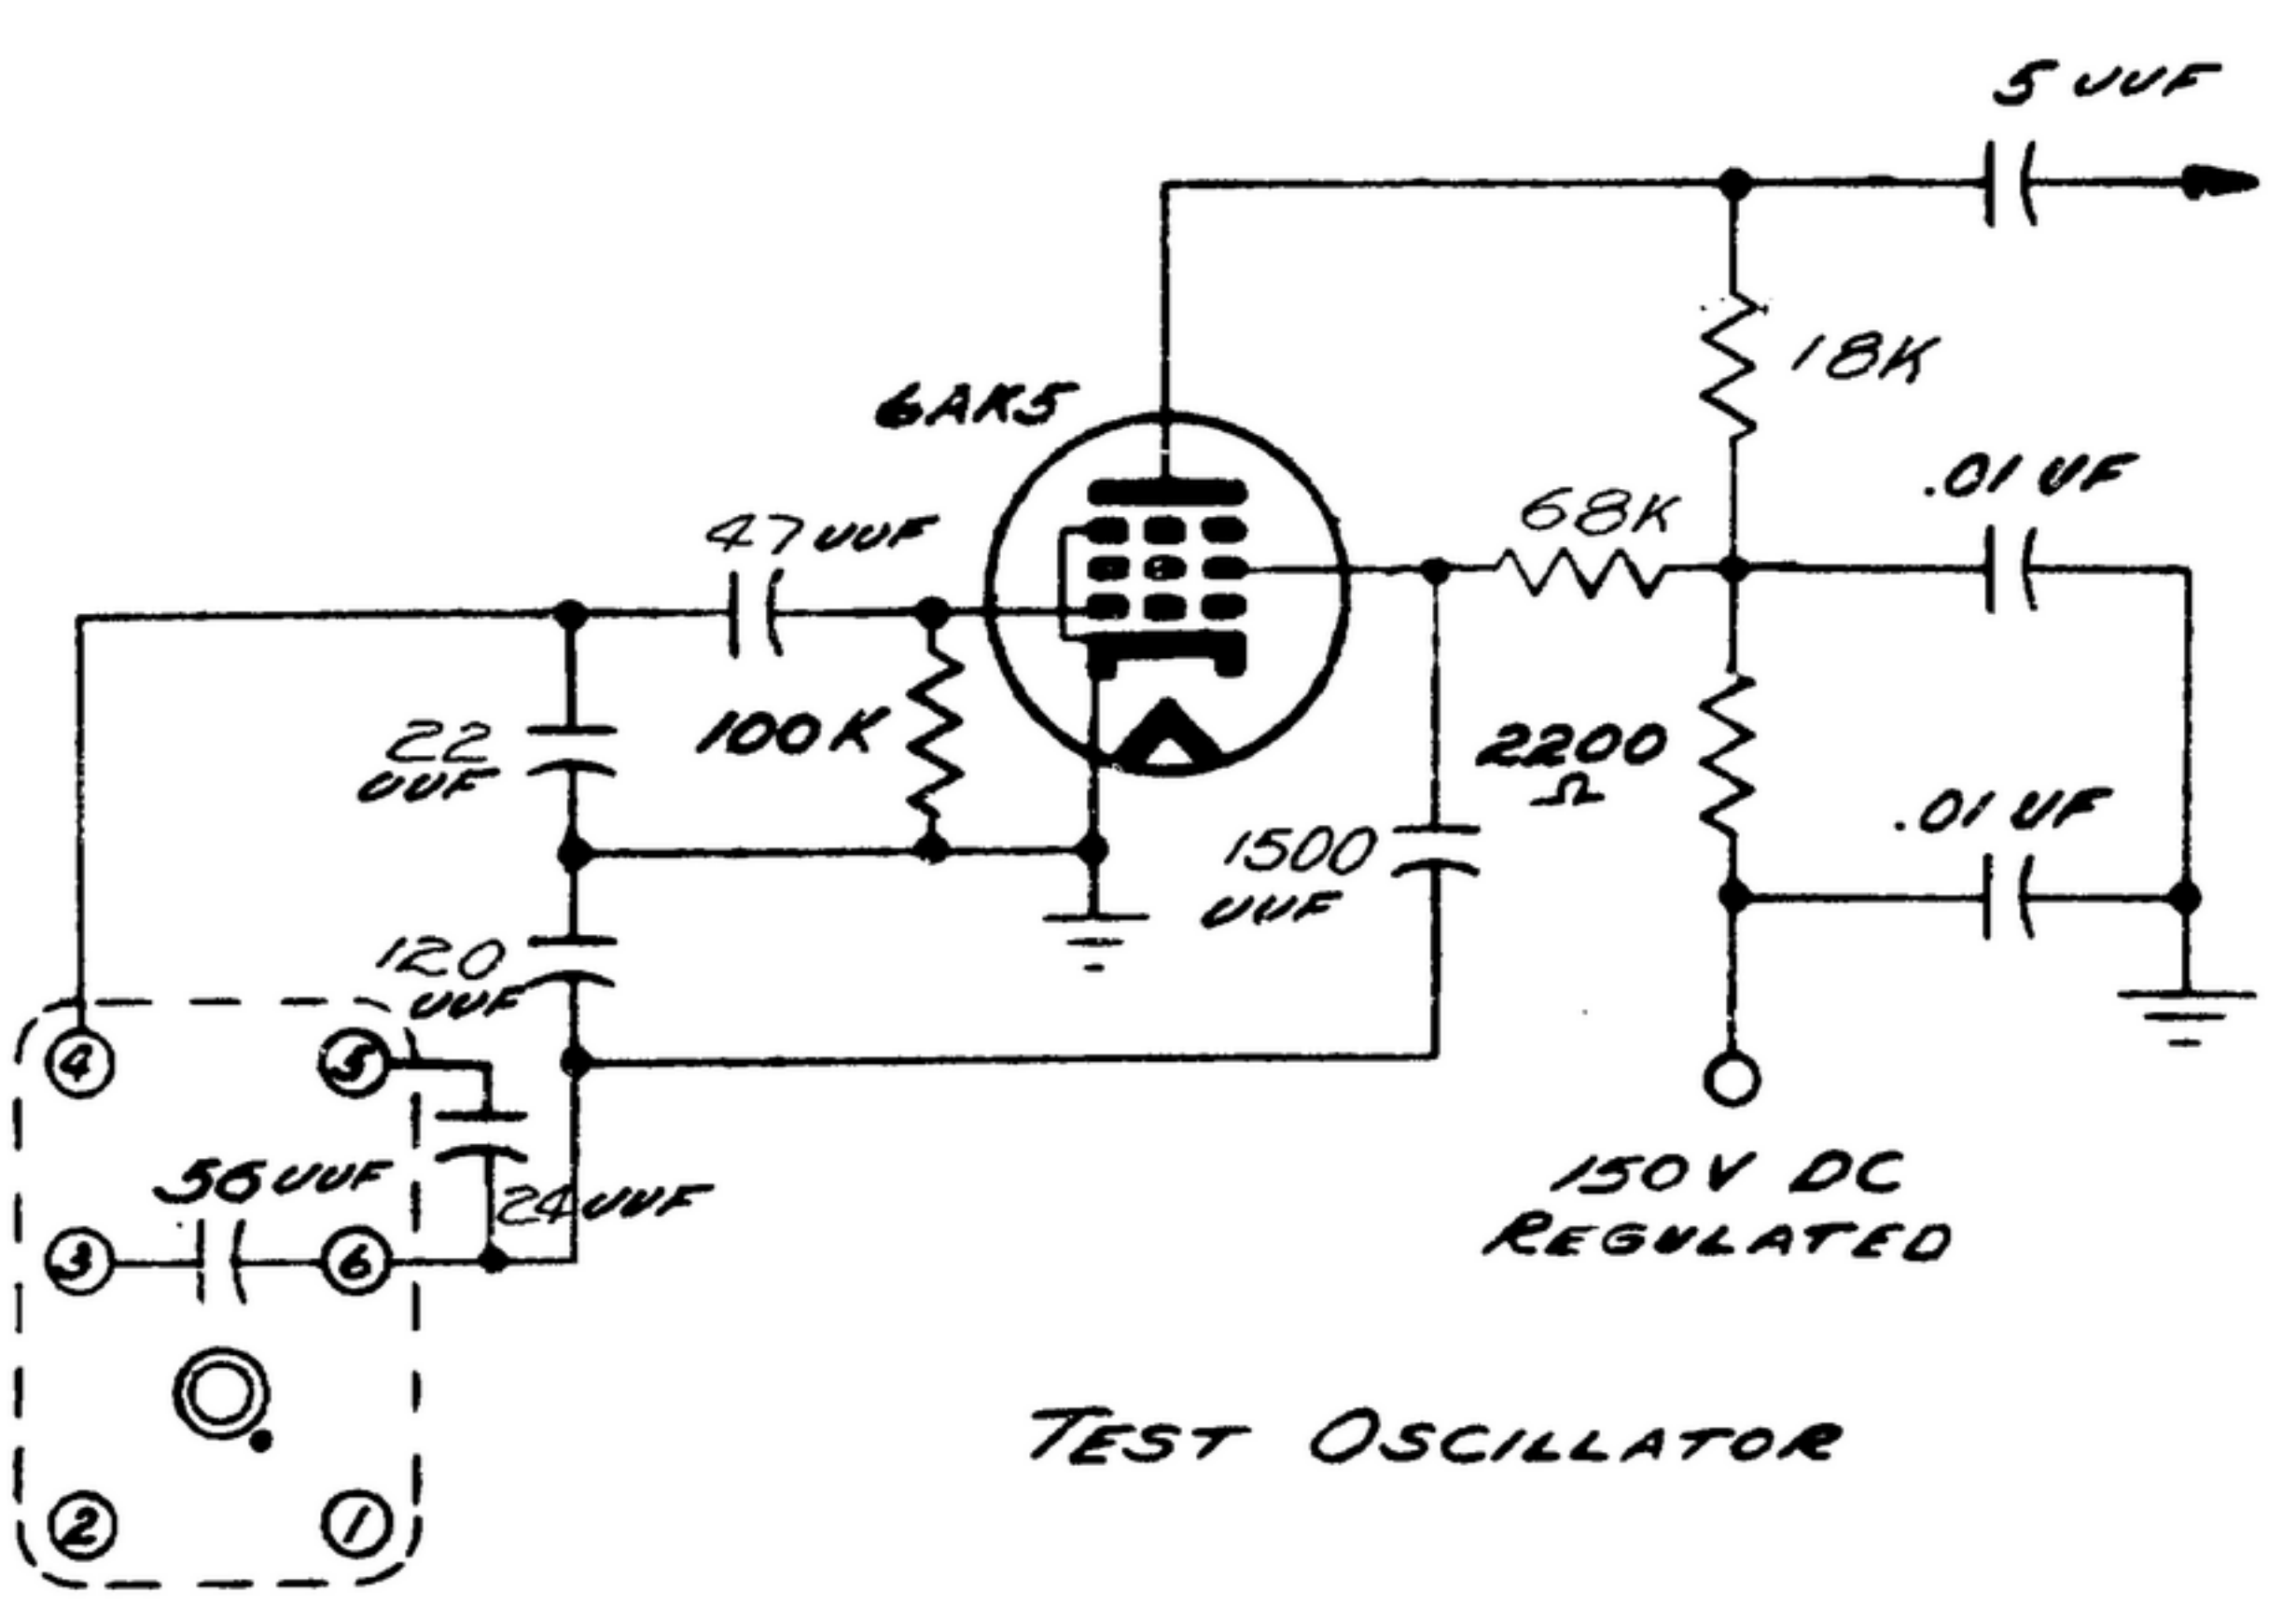 5 UUF
18K
6AK5
.01 UF
68K
47 UUF
22
UUF
100K
2200
Ω
.01 UF
1500
UUF
120
UUF
4
5
56 UUF
24 UUF
3
6
150V DC
REGULATED
TEST OSCILLATOR
2
1